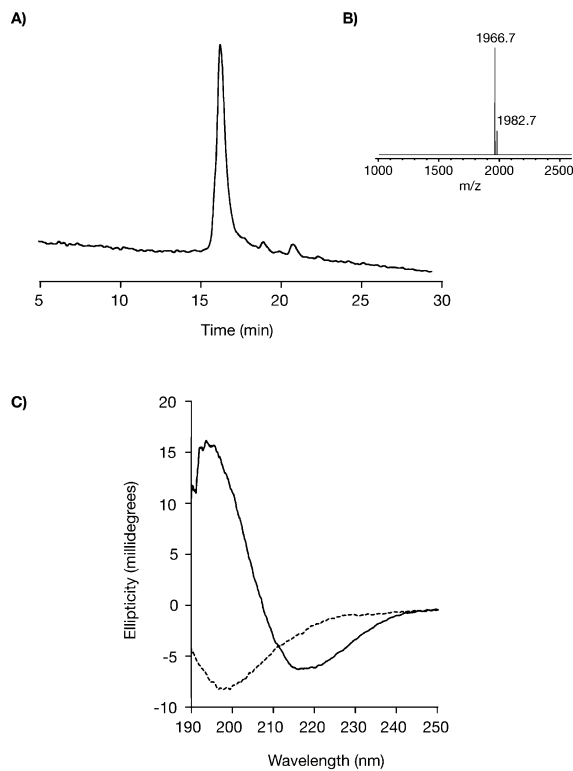 A)
B)
1966.7
1982.7
1000 1500 2000 2500
m/z
5 10 15 20 25 30
Time (min)
C)
20
15
10
5
0
-5
-10
Ellipticity (millidegrees)
190 200 210 220 230 240 250
Wavelength (nm)